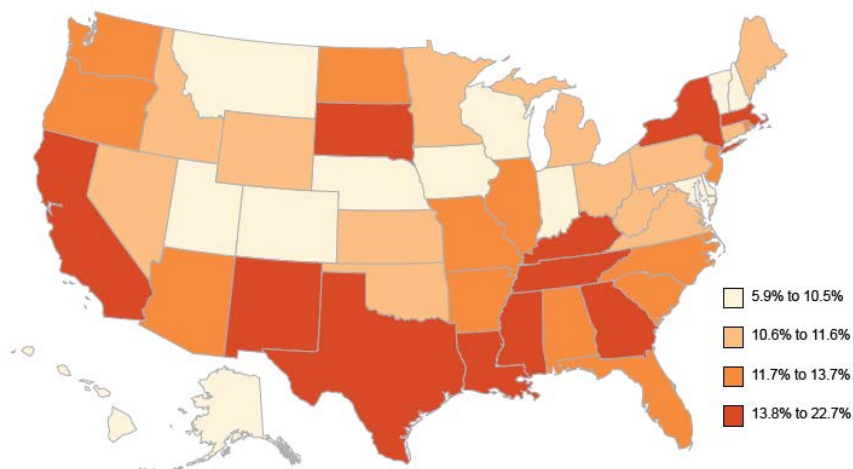 5.9% to 10.5%
10.6% to 11.6%
11.7% to 13.7%
13.8% to 22.7%